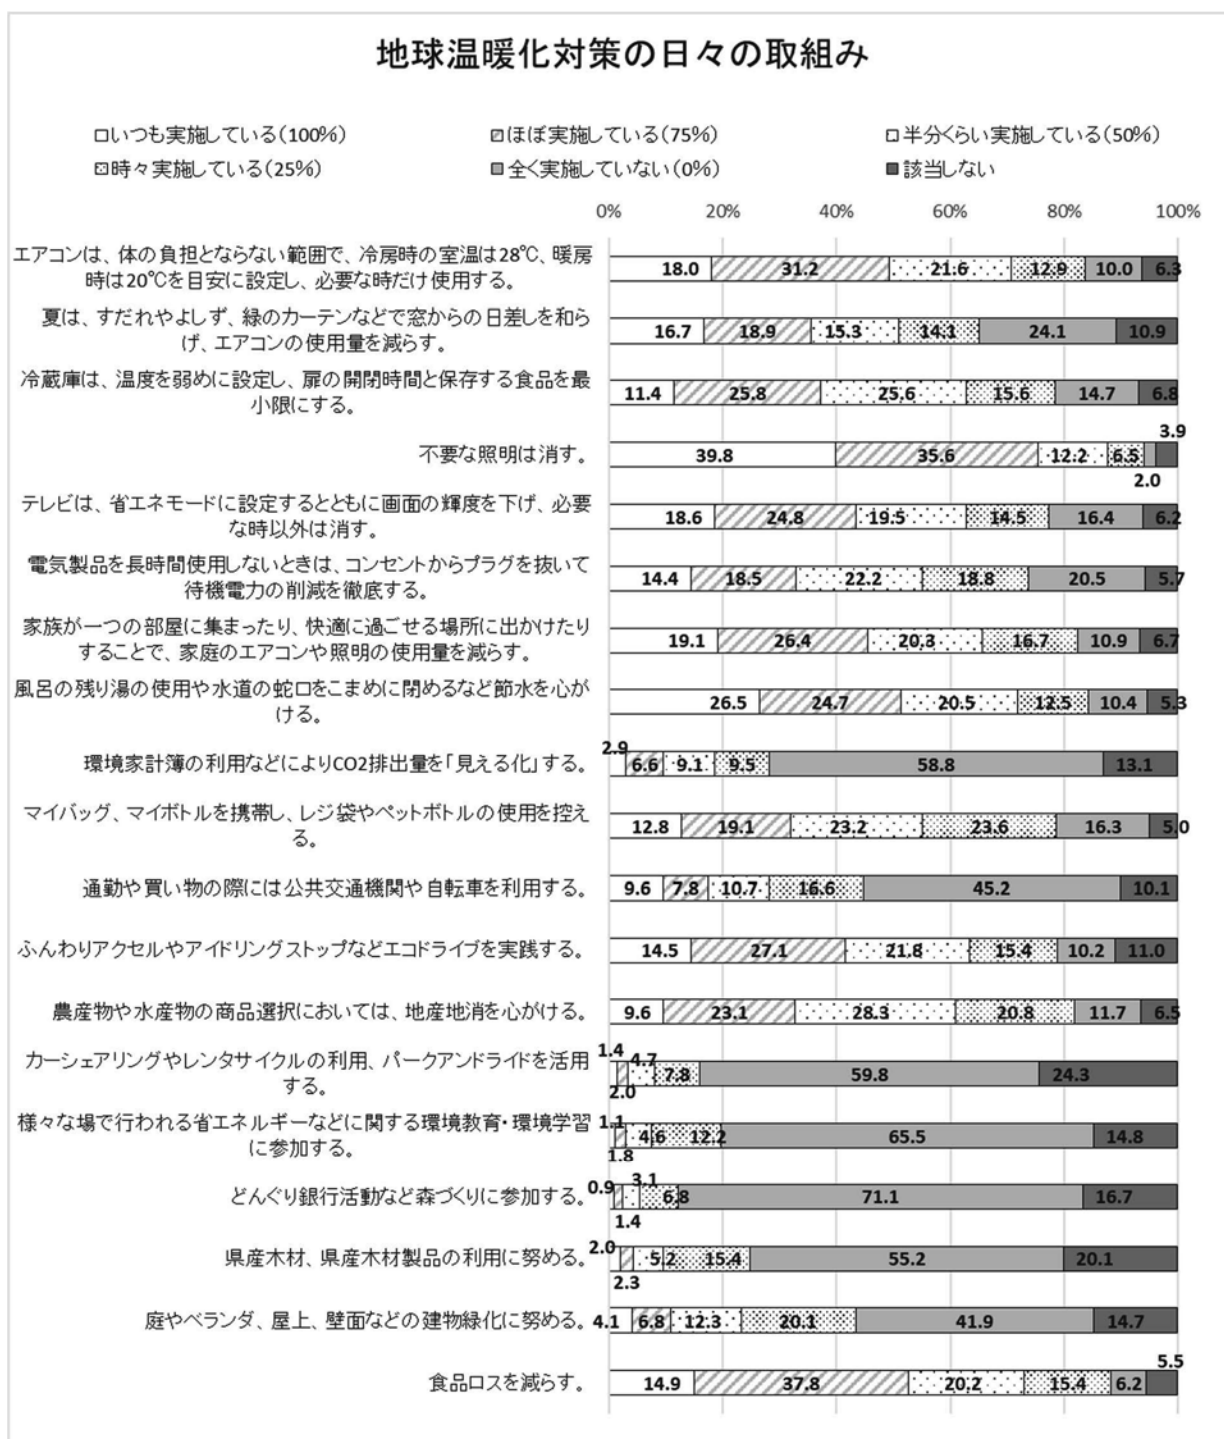 地球温暖化対策の日々の取組み
□いつも実施している(100%) ほぼ実施している(75%) 半分くらい実施している(50%)
時々実施している(25%) 全く実施していない(0%) ■該当しない
0% 20% 40% 60% 80% 100%
エアコンは、体の負担とならない範囲で、冷房時の室温は28℃、暖房
時は20℃を目安に設定し、必要な時だけ使用する。
18.0 31.2 21.6 12.9 10.0 6.3
夏は、すだれやよしず、緑のカーテンなどで窓からの日差しを和ら
げ、エアコンの使用量を減らす。
16.7 18.9 15.3 14.1 24.1 10.9
冷蔵庫は、温度を弱めに設定し、扉の開閉時間と保存する食品を最
小限にする。
11.4 25.8 25.6 15.6 14.7 6.8
不要な照明は消す。
39.8 35.6 12.2 6.5 2.0 3.9
テレビは、省エネモードに設定するとともに画面の輝度を下げ、必要
な時以外は消す。
18.6 24.8 19.5 14.5 16.4 6.2
電気製品を長時間使用しないときは、コンセントからプラグを抜いて
待機電力の削減を徹底する。
14.4 18.5 22.2 18.8 20.5 5.7
家族が一つの部屋に集まったり、快適に過ごせる場所に出かけたり
することで、家庭のエアコンや照明の使用量を減らす。
19.1 26.4 20.3 16.7 10.9 6.7
風呂の残り湯の使用や水道の蛇口をこまめに閉めるなど節水を心が
ける。
26.5 24.7 20.5 12.5 10.4 5.3
環境家計簿の利用などによりCO2排出量を「見える化」する。
2.9 6.6 9.1 9.5 58.8 13.1
マイバッグ、マイボトルを携帯し、レジ袋やペットボトルの使用を控え
る。
12.8 19.1 23.2 23.6 16.3 5.0
通勤や買い物の際には公共交通機関や自転車を利用する。
9.6 7.8 10.7 16.6 45.2 10.1
ふんわりアクセルやアイドリングストップなどエコドライブを実践する。
14.5 27.1 21.8 15.4 10.2 11.0
農産物や水産物の商品選択においては、地産地消を心がける。
9.6 23.1 28.3 20.8 11.7 6.5
カーシェアリングやレンタサイクルの利用、パークアンドライドを活用
する。
1.4 2.0 4.7 7.8 59.8 24.3
様々な場で行われる省エネルギーなどに関する環境教育・環境学習
に参加する。
1.1 1.8 4.6 12.2 65.5 14.8
どんぐり銀行活動など森づくりに参加する。
0.9 1.4 3.1 6.8 71.1 16.7
県産木材、県産木材製品の利用に努める。
2.0 2.3 5.2 15.4 55.2 20.1
庭やベランダ、屋上、壁面などの建物緑化に努める。
4.1 6.8 12.3 20.1 41.9 14.7
食品ロスを減らす。
14.9 37.8 20.2 15.4 6.2 5.5